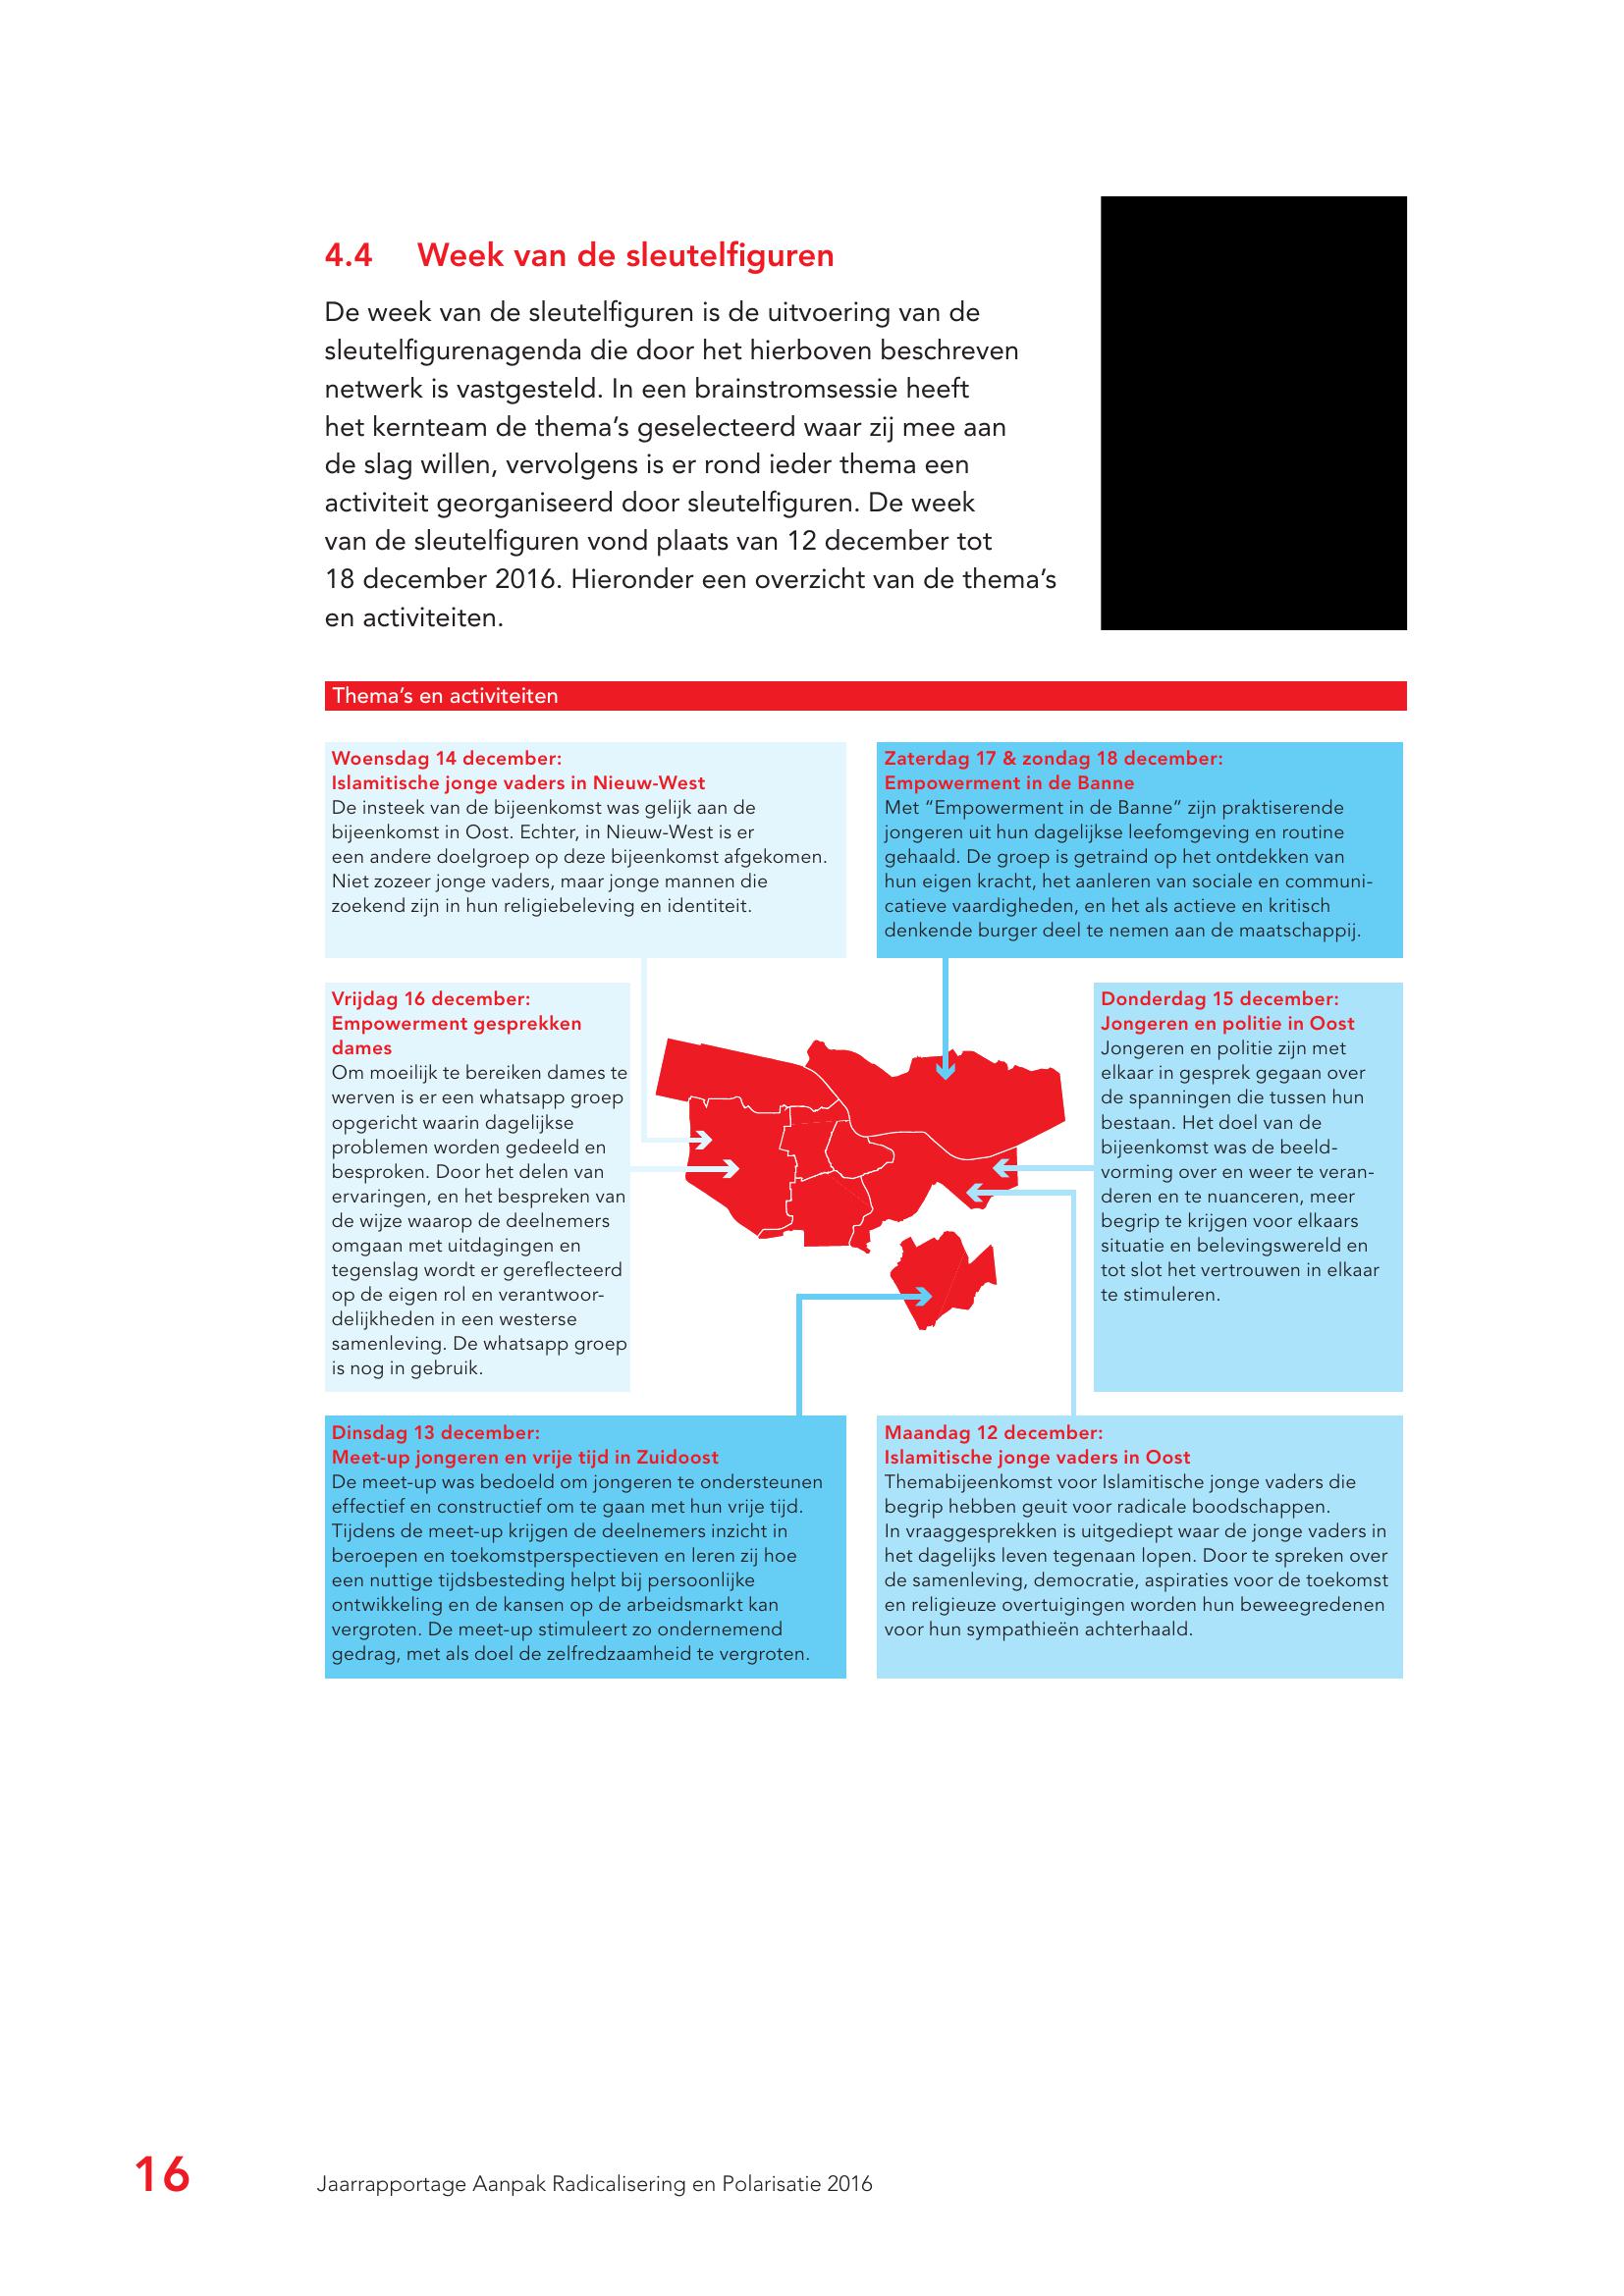 4.4 Week van de sleutelfiguren
De week van de sleutelfiguren is de uitvoering van de
sleutelfigurenagenda die door het hierboven beschreven
netwerk is vastgesteld. In een brainstromsessie heeft
het kernteam de thema’s geselecteerd waar zij mee aan
de slag willen, vervolgens is er rond ieder thema een
activiteit georganiseerd door sleutelfiguren. De week
van de sleutelfiguren vond plaats van 12 december tot
18 december 2016. Hieronder een overzicht van de thema’s
en activiteiten.
Thema’s en activiteiten
Woensdag 14 december:
Islamitische jonge vaders in Nieuw-West
De insteek van de bijeenkomst was gelijk aan de
bijeenkomst in Oost. Echter, in Nieuw-West is er
een andere doelgroep op deze bijeenkomst afgekomen.
Niet zozeer jonge vaders, maar jonge mannen die
zoekend zijn in hun religiebeleving en identiteit.
Zaterdag 17 & zondag 18 december:
Empowerment in de Banne
Met “Empowerment in de Banne” zijn praktiserende
jongeren uit hun dagelijkse leefomgeving en routine
gehaald. De groep is getraind op het ontdekken van
hun eigen kracht, het aanleren van sociale en communi-
catieve vaardigheden, en het als actieve en kritisch
denkende burger deel te nemen aan de maatschappij.
Vrijdag 16 december:
Empowerment gesprekken
dames
Om moeilijk te bereiken dames te
werven is er een whatsapp groep
opgericht waarin dagelijkse
problemen worden gedeeld en
besproken. Door het delen van
ervaringen, en het bespreken van
de wijze waarop de deelnemers
omgaan met uitdagingen en
tegenslag wordt er gereflecteerd
op de eigen rol en verantwoor-
delijkheden in een westerse
samenleving. De whatsapp groep
is nog in gebruik.
Donderdag 15 december:
Jongeren en politie in Oost
Jongeren en politie zijn met
elkaar in gesprek gegaan over
de spanningen die tussen hun
bestaan. Het doel van de
bijeenkomst was de beeld-
vorming over en weer te veran-
deren en te nuanceren, meer
begrip te krijgen voor elkaars
situatie en belevingswereld en
tot slot het vertrouwen in elkaar
te stimuleren.
Dinsdag 13 december:
Meet-up jongeren en vrije tijd in Zuidoost
De meet-up was bedoeld om jongeren te ondersteunen
effectief en constructief om te gaan met hun vrije tijd.
Tijdens de meet-up krijgen de deelnemers inzicht in
beroepen en toekomstperspectieven en leren zij hoe
een nuttige tijdsbesteding helpt bij persoonlijke
ontwikkeling en de kansen op de arbeidsmarkt kan
vergroten. De meet-up stimuleert zo ondernemend
gedrag, met als doel de zelfredzaamheid te vergroten.
Maandag 12 december:
Islamitische jonge vaders in Oost
Themabijeenkomst voor Islamitische jonge vaders die
begrip hebben geuit voor radicale boodschappen.
In vraaggesprekken is uitgediept waar de jonge vaders in
het dagelijks leven tegenaan lopen. Door te spreken over
de samenleving, democratie, aspiraties voor de toekomst
en religieuze overtuigingen worden hun beweegredenen
voor hun sympathieën achterhaald.
16 Jaarrapportage Aanpak Radicalisering en Polarisatie 2016